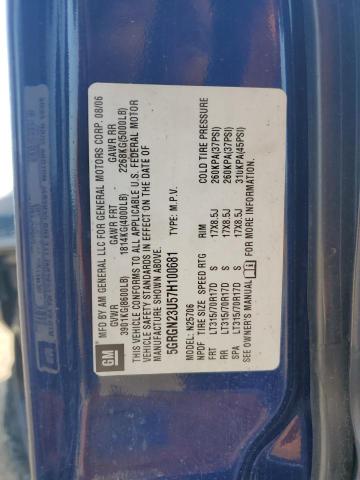 GM
MFG BY AM GENERAL LLC FOR GENERAL MOTORS CORP. 08/06
GVWR GAWR FRT GAWR RR
3901KG(8600LB) 1814KG(4000LB) 2268KG(5000LB)
THIS VEHICLE CONFORMS TO ALL APPLICABLE U.S. FEDERAL MOTOR
VEHICLE SAFETY STANDARDS IN EFFECT ON THE DATE OF
MANUFACTURE SHOWN ABOVE.
5GRGN23U57H100681 TYPE: M.P.V.
MODEL: N25706
NPDF TIRE SIZE SPEED RTG RIM COLD TIRE PRESSURE
FRT LT315/70R17D S 17X8.5J 260KPA(37PSI)
RR LT315/70R17D S 17X8.5J 260KPA(37PSI)
SPA LT315/70R17D S 17X8.5J 310KPA(45PSI)
SEE OWNER'S MANUAL FOR MORE INFORMATION.